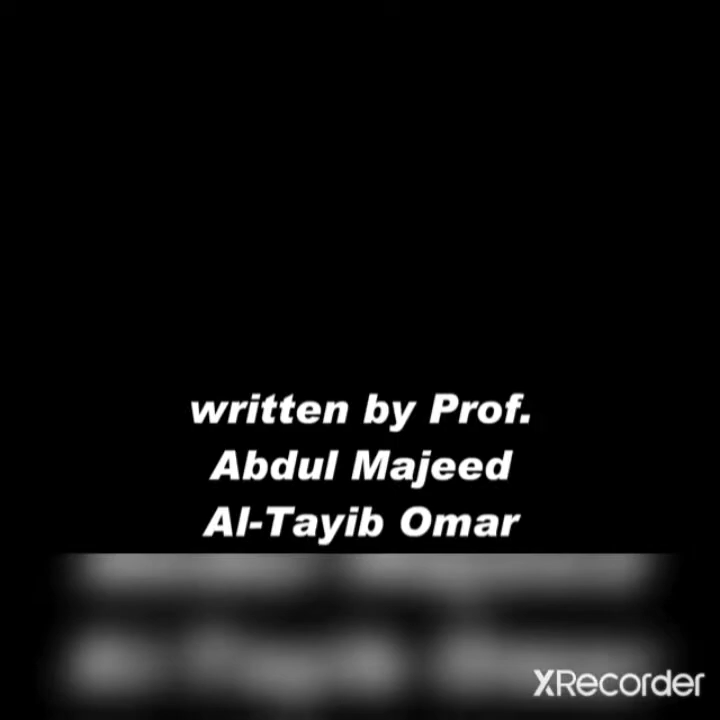 written by Prof.
Abdul Majeed
Al-Tayib Omar
XRecorder